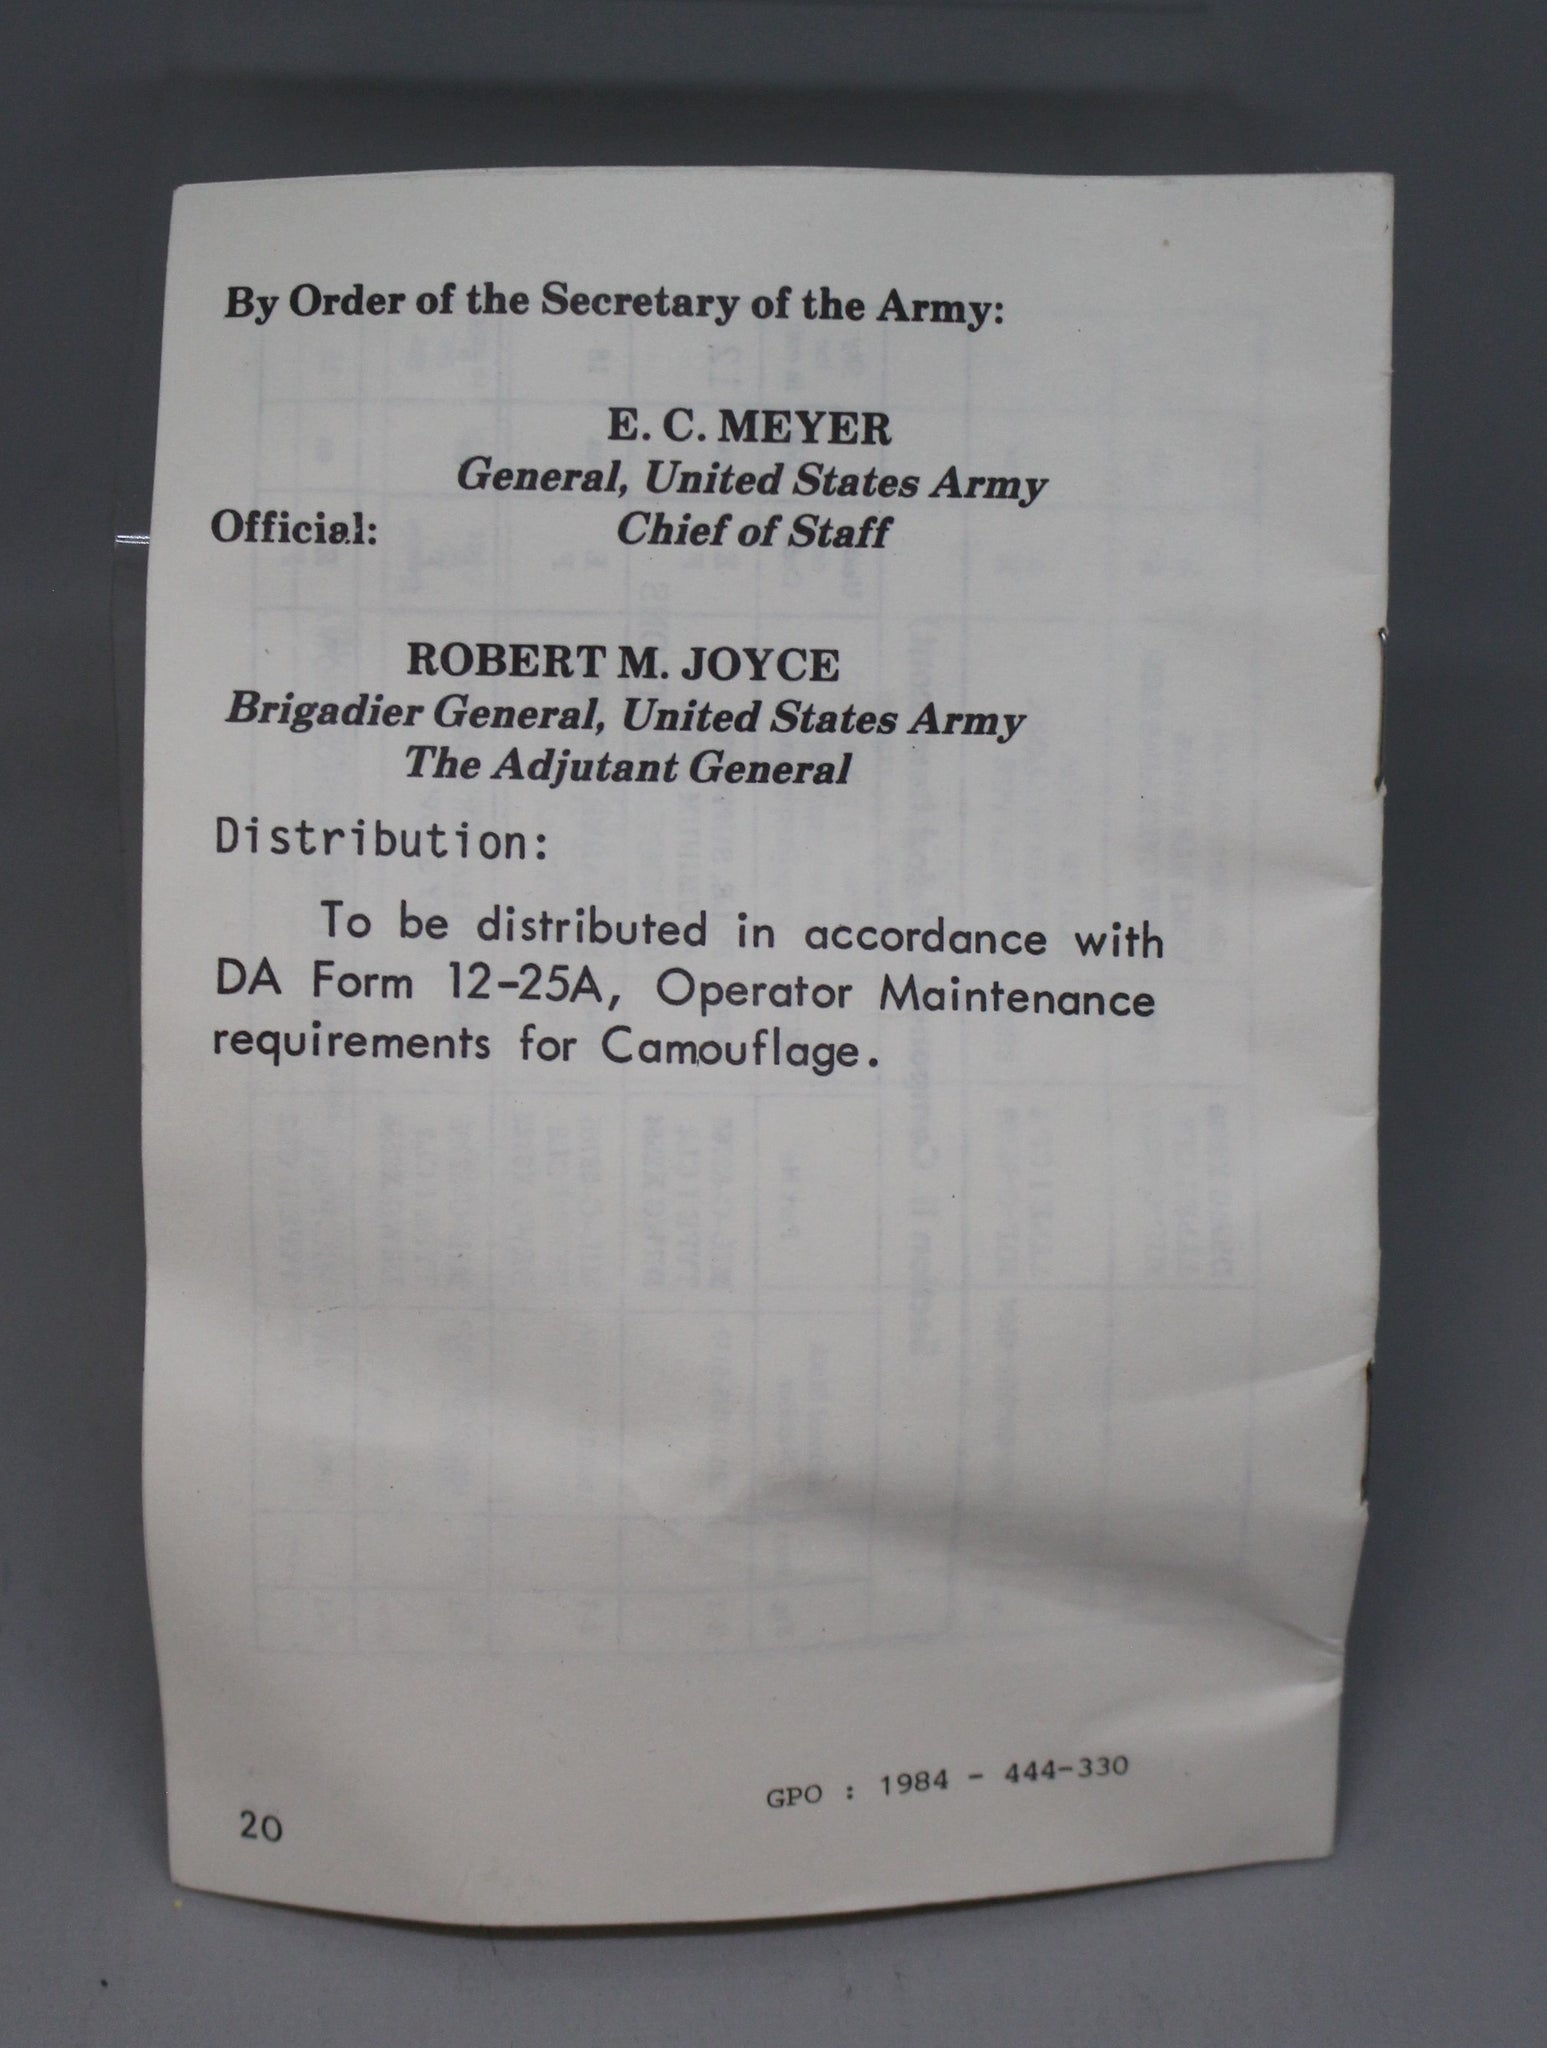 By Order of the Secretary of the Army:
E. C. MEYER
General, United States Army
Official: Chief of Staff
ROBERT M. JOYCE
Brigadier General, United States Army
The Adjutant General
Distribution:
To be distributed in accordance with
DA Form 12-25A, Operator Maintenance
requirements for Camouflage.
GPO : 1984 - 444-330
20